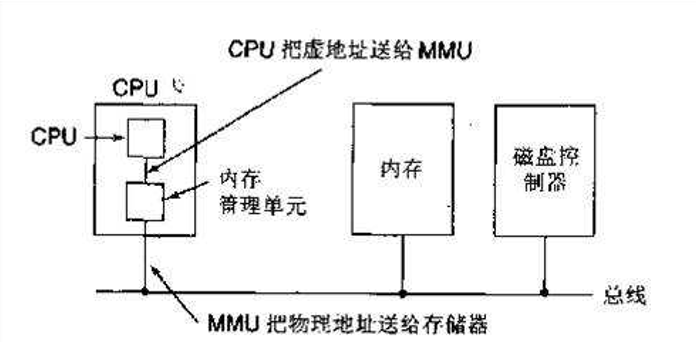 CPU 把虚地址送给 MMU
CPU
CPU
内存
管理单元
内存
磁盘控
制器
总线
MMU 把物理地址送给存储器